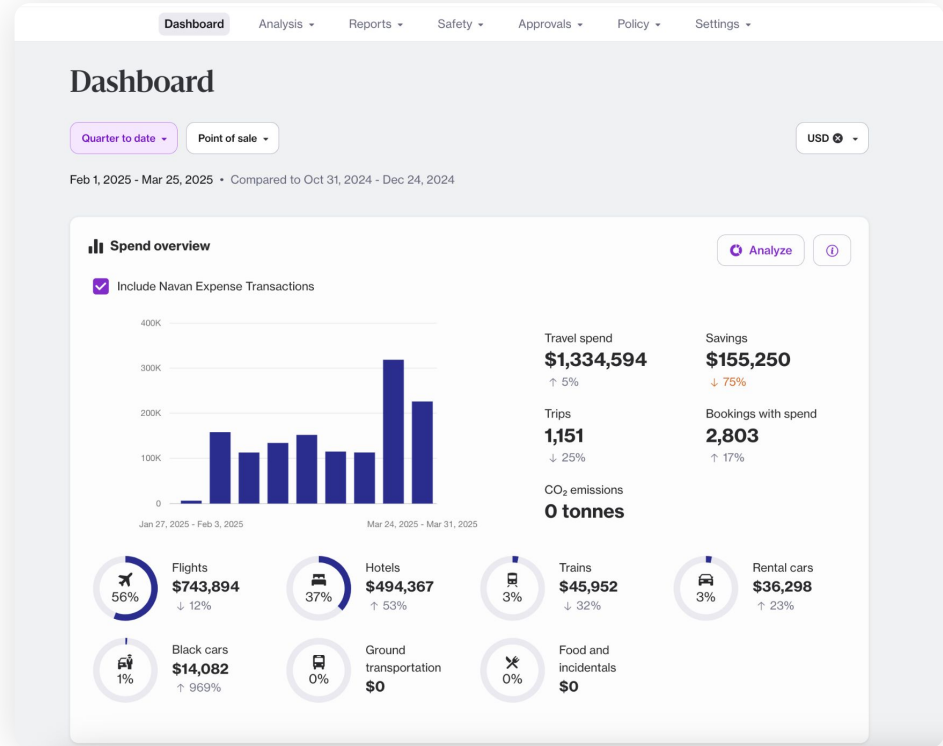 Dashboard Analysis Reports Safety Approvals Policy Settings
Dashboard
Quarter to date Point of sale USD
Feb 1, 2025 - Mar 25, 2025 • Compared to Oct 31, 2024 - Dec 24, 2024
Spend overview
Analyze
Include Navan Expense Transactions
400K
300K
200K
100K
0
Jan 27, 2025 - Feb 3, 2025
Mar 24, 2025 - Mar 31, 2025
Travel spend
$1,334,594
↑ 5%
Savings
$155,250
↓ 75%
Trips
1,151
↓ 25%
Bookings with spend
2,803
↑ 17%
CO₂ emissions
0 tonnes
56%
Flights
$743,894
↓ 12%
37%
Hotels
$494,367
↑ 53%
3%
Trains
$45,952
↓ 32%
3%
Rental cars
$36,298
↑ 23%
1%
Black cars
$14,082
↑ 969%
0%
Ground
transportation
$0
0%
Food and
incidentals
$0